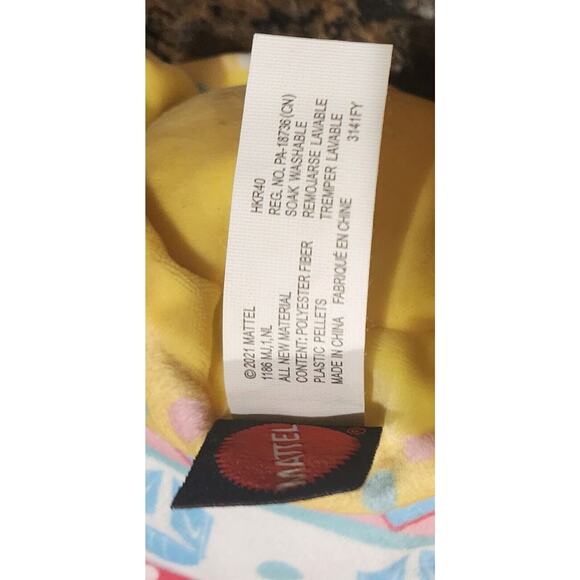 ©2021 MATTEL
1186 MJ,1,NL
ALL NEW MATERIAL
CONTENT: POLYESTER FIBER
PLASTIC PELLETS
MADE IN CHINA FABRIQUÉ EN CHINE
HKR40
REG. NO. PA-18736 (CN)
SOAK WASHABLE
REMOJARSE LAVABLE
TREMPER LAVABLE
3141FY
MATTEL
®